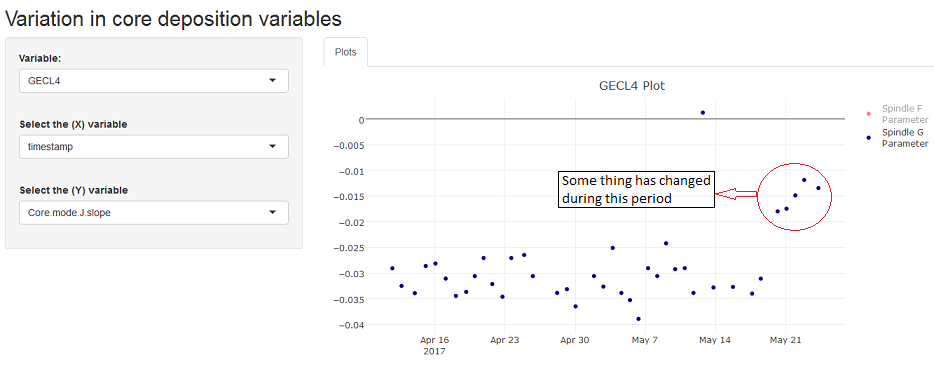 Variation in core deposition variables
Variable:
GECL4
Select the (X) variable
timestamp
Select the (Y) variable
Core.mode.J.slope
Plots
GECL4 Plot
0
−0.005
−0.01
−0.015
−0.02
−0.025
−0.03
−0.035
−0.04
Apr 16
2017
Apr 23
Apr 30
May 7
May 14
May 21
Some thing has changed
during this period
Spindle F
Parameter
Spindle G
Parameter